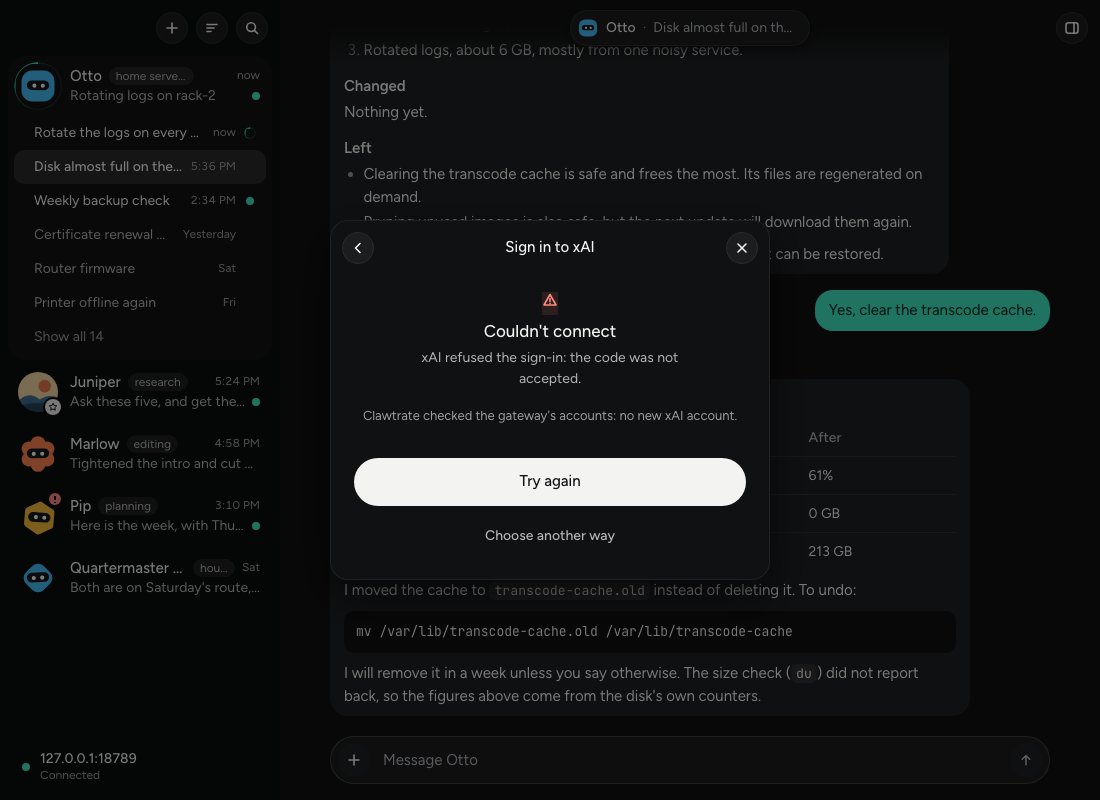 Otto · Disk almost full on th...
Otto home serve... now
Rotating logs on rack-2
Rotate the logs on every ... now
Disk almost full on the... 5:36 PM
Weekly backup check 2:34 PM
Certificate renewal ... Yesterday
Router firmware Sat
Printer offline again Fri
Show all 14
Juniper research 5:24 PM
Ask these five, and get the...
Marlow editing 4:58 PM
Tightened the intro and cut ...
Pip planning 3:10 PM
Here is the week, with Thu...
Quartermaster ... hou... Sat
Both are on Saturday's route,...
127.0.0.1:18789
Connected
3. Rotated logs, about 6 GB, mostly from one noisy service.
Changed
Nothing yet.
Left
• Clearing the transcode cache is safe and frees the most. Its files are regenerated on
demand.
will download them again.
can be restored.
Yes, clear the transcode cache.
Sign in to xAI
Couldn't connect
xAI refused the sign-in: the code was not
accepted.
Clawtrate checked the gateway's accounts: no new xAI account.
Try again
Choose another way
After
61%
0 GB
213 GB
I moved the cache to transcode-cache.old instead of deleting it. To undo:
mv /var/lib/transcode-cache.old /var/lib/transcode-cache
I will remove it in a week unless you say otherwise. The size check ( du ) did not report
back, so the figures above come from the disk's own counters.
Message Otto